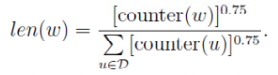 len(w) = [counter(w)]^0.75 / ∑_{u∈𝒟} [counter(u)]^0.75 .